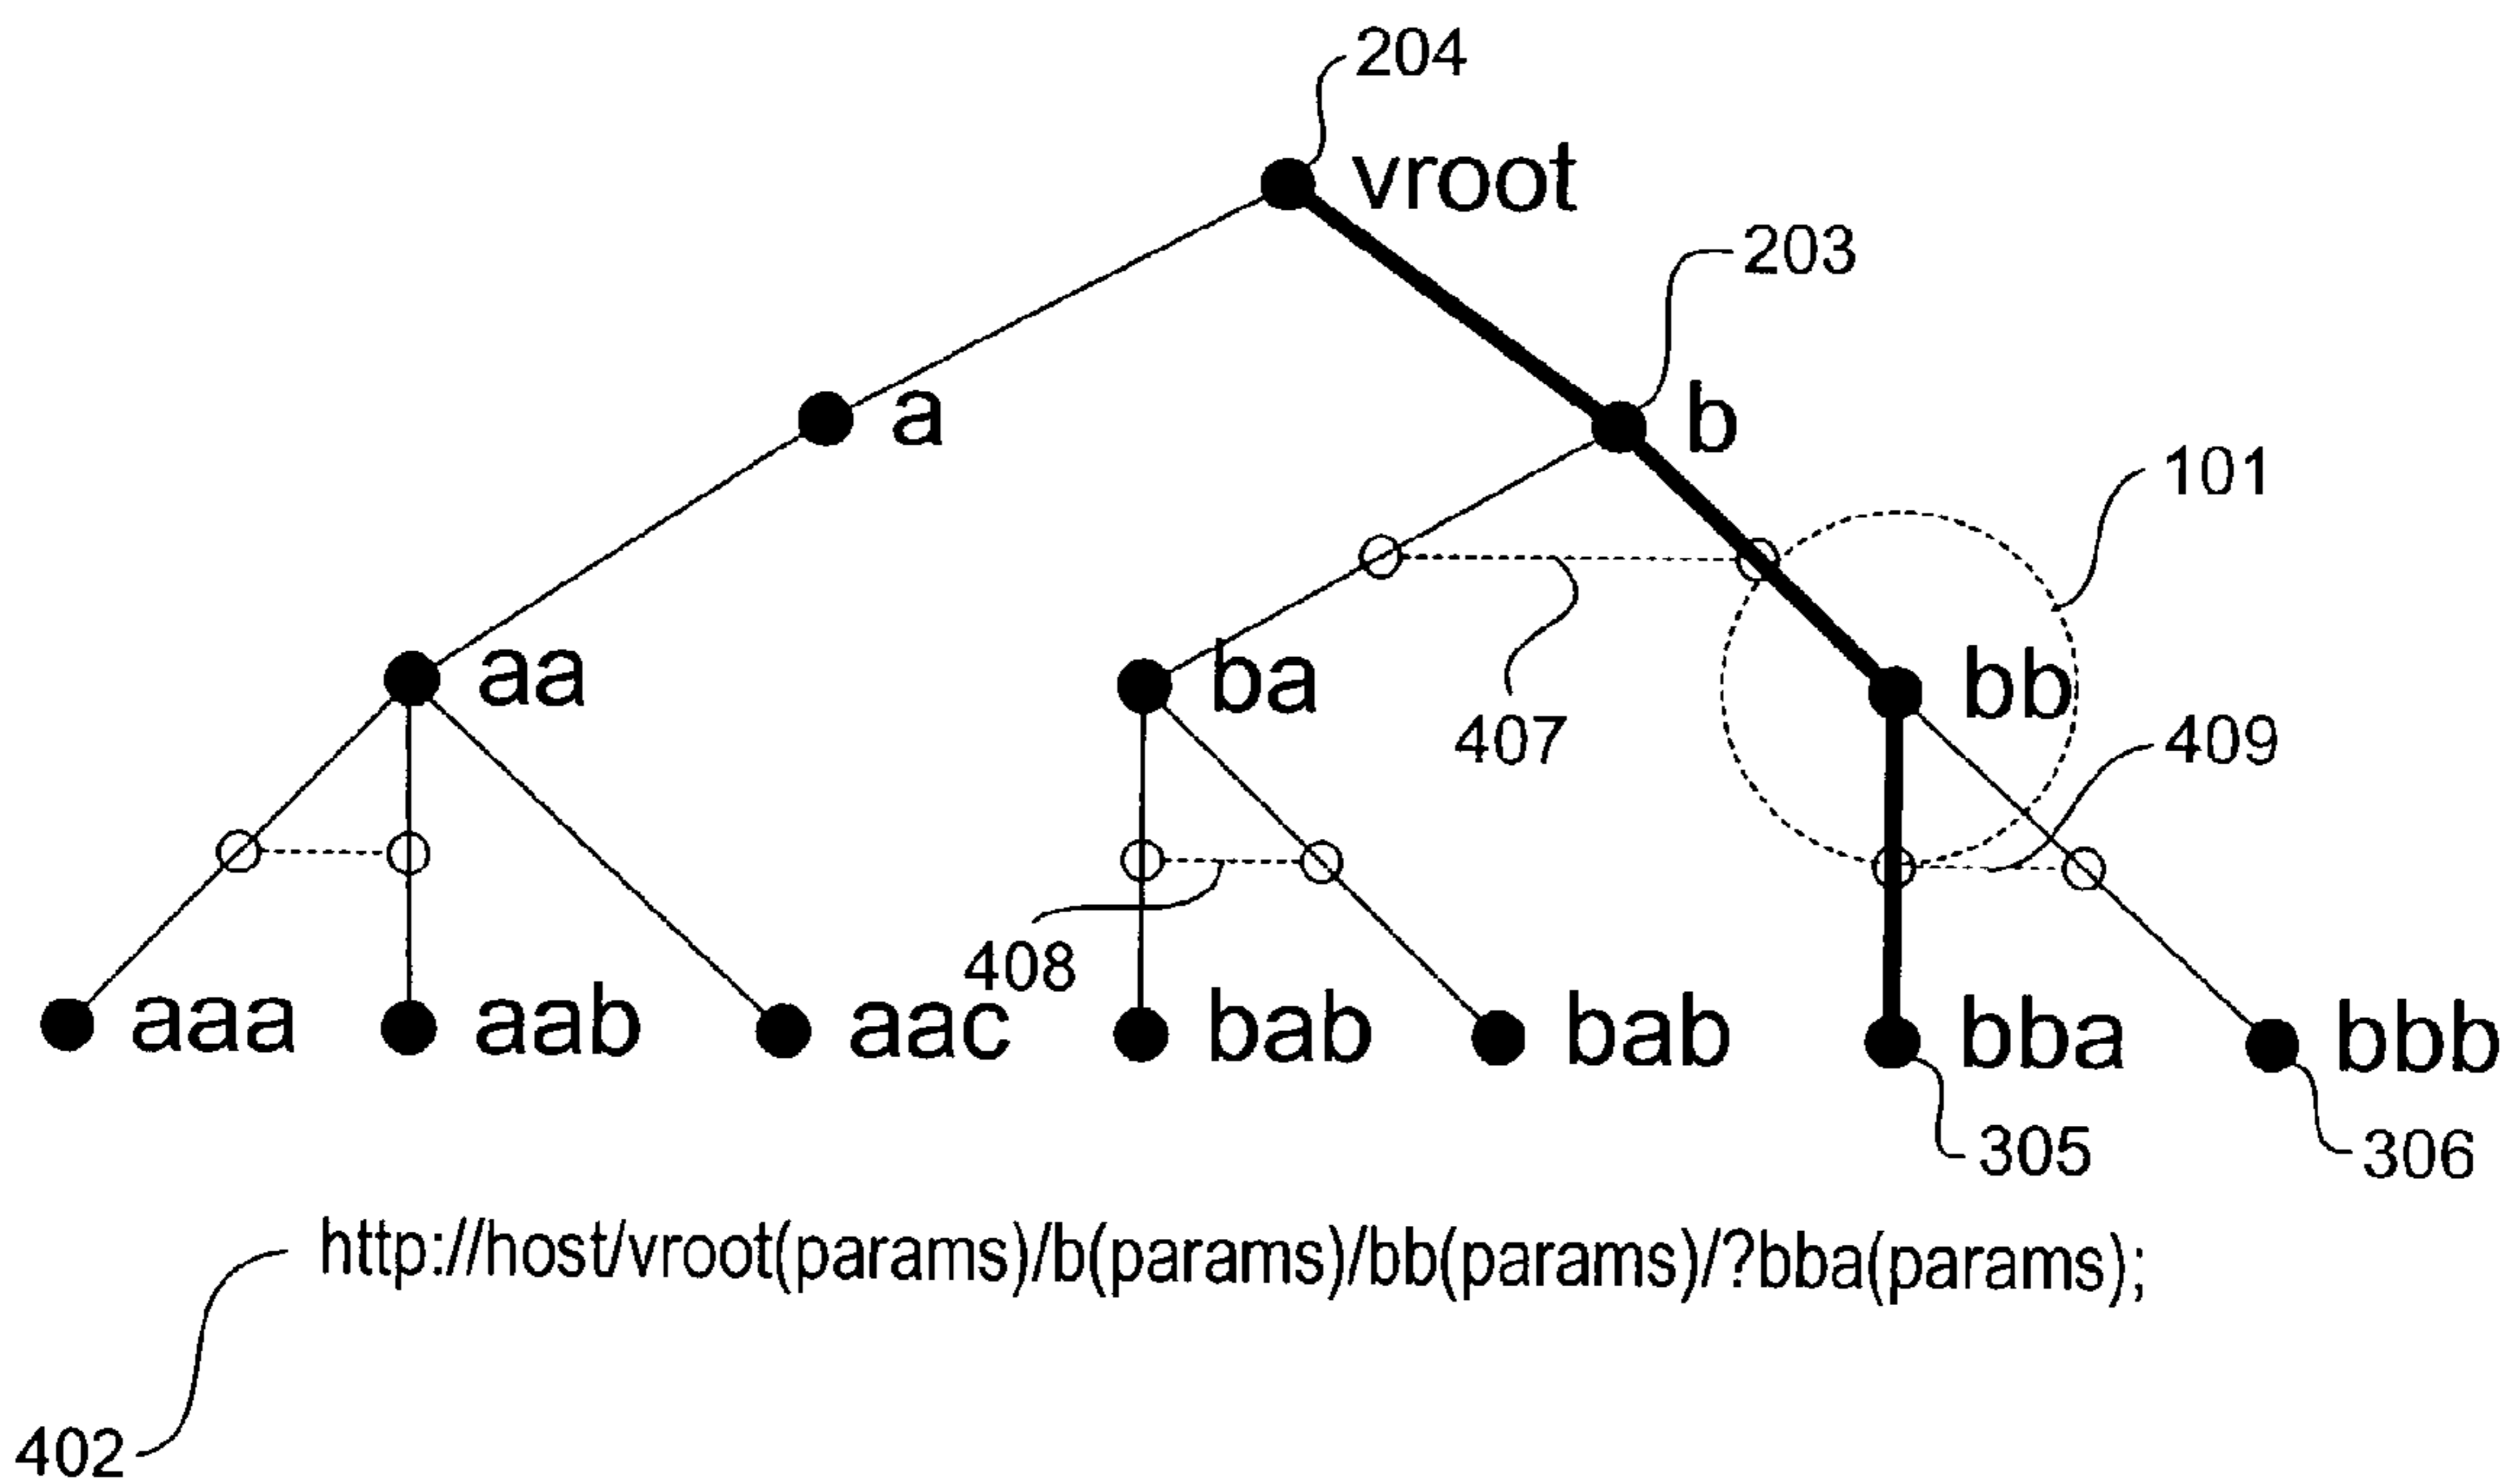 204
vroot
203
a
b
101
aa
ba
bb
407
409
408
aaa
aab
aac
bab
bab
bba
bbb
305
306
http://host/vroot(params)/b(params)/bb(params)/?bba(params);
402